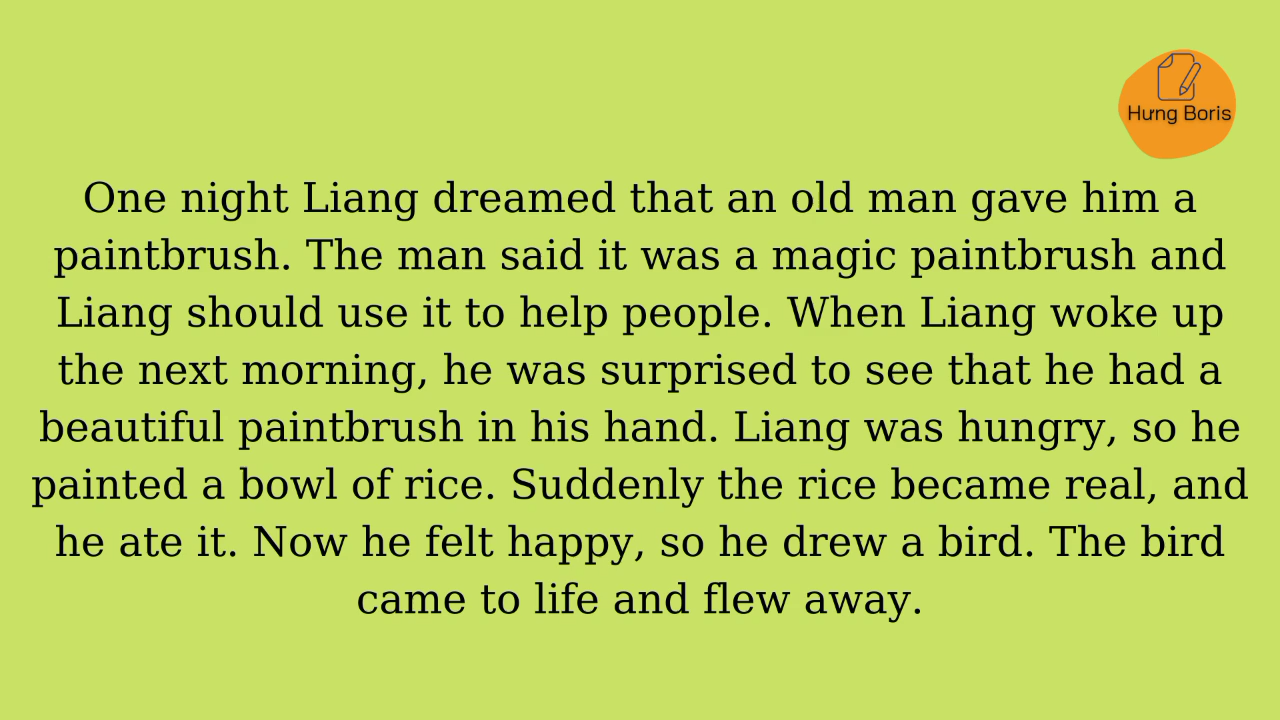 Hưng Boris
One night Liang dreamed that an old man gave him a
paintbrush. The man said it was a magic paintbrush and
Liang should use it to help people. When Liang woke up
the next morning, he was surprised to see that he had a
beautiful paintbrush in his hand. Liang was hungry, so he
painted a bowl of rice. Suddenly the rice became real, and
he ate it. Now he felt happy, so he drew a bird. The bird
came to life and flew away.